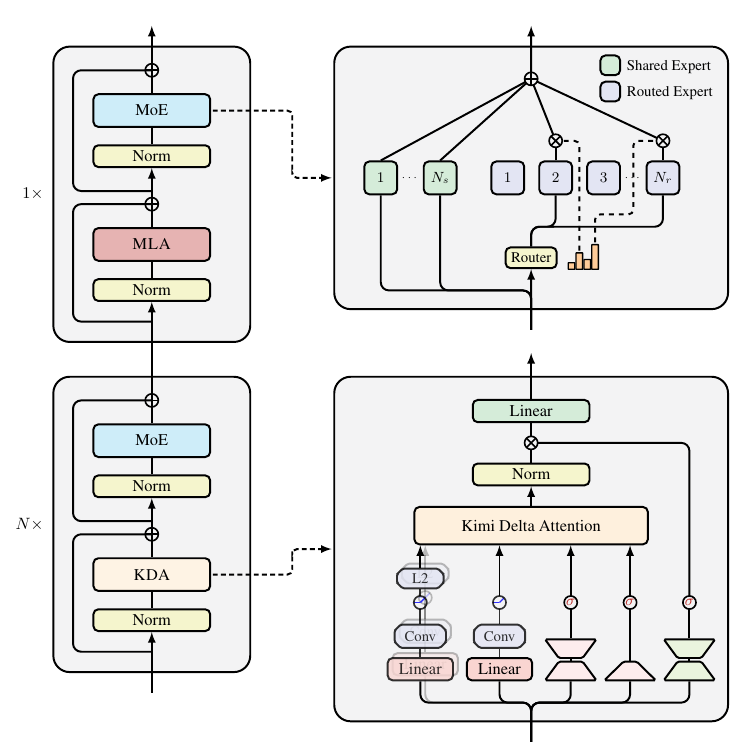 MoE
Norm
1×
MLA
Norm
Shared Expert
Routed Expert
1 ... N_s 1 2 3 ... N_r
Router
MoE
Norm
N×
KDA
Norm
Linear
Norm
Kimi Delta Attention
L2
σ σ σ
Conv Conv
Linear Linear